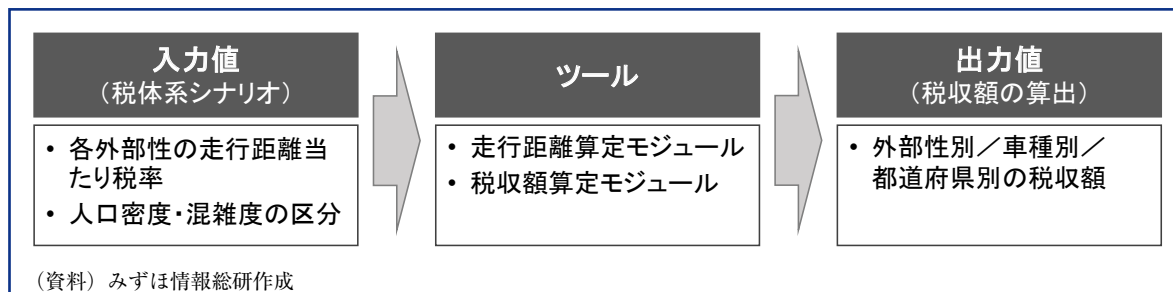 入力値
（税体系シナリオ）
• 各外部性の走行距離当
たり税率
• 人口密度・混雑度の区分
ツール
• 走行距離算定モジュール
• 税収額算定モジュール
出力値
（税収額の算出）
• 外部性別／車種別／
都道府県別の税収額
（資料）みずほ情報総研作成